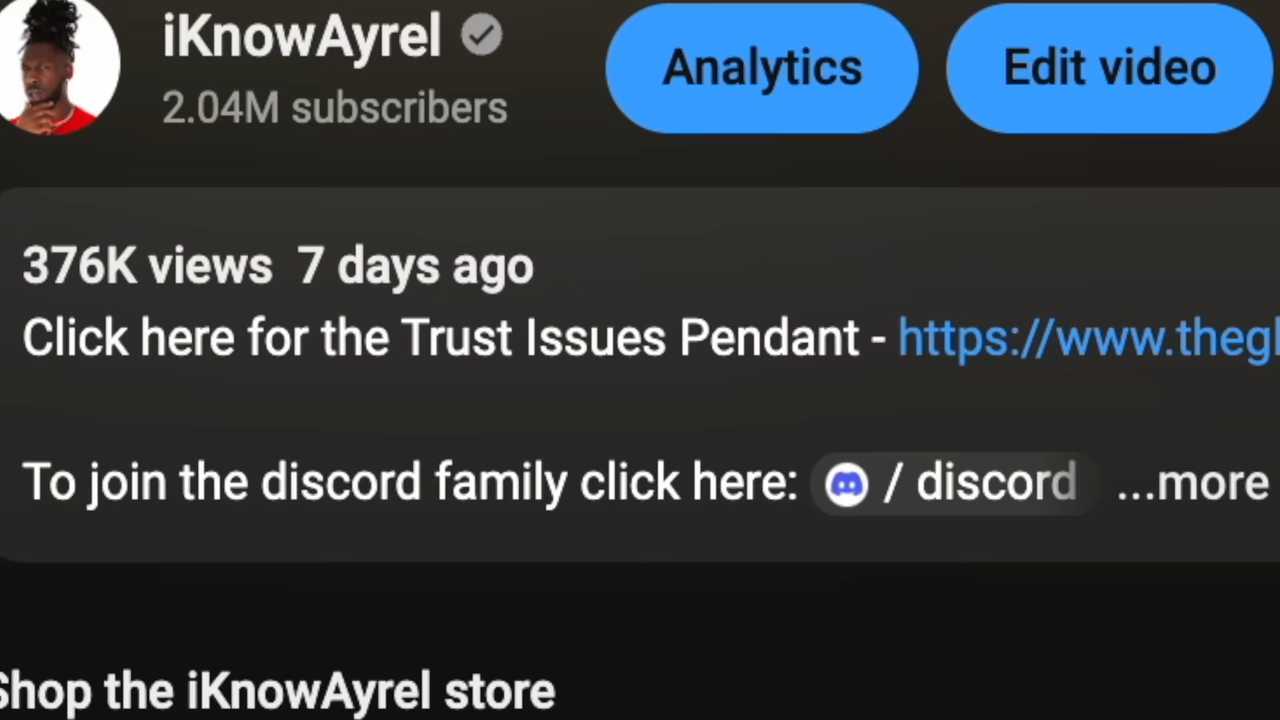 iKnowAyrel
2.04M subscribers
Analytics
Edit video
376K views 7 days ago
Click here for the Trust Issues Pendant - https://www.thegl
To join the discord family click here: / discord ...more
Shop the iKnowAyrel store